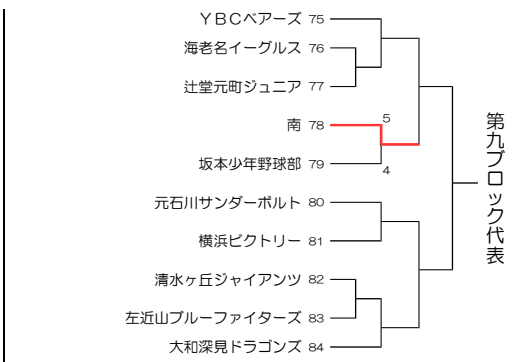 YBCベアーズ 75
海老名イーグルス 76
辻堂元町ジュニア 77
南 78
5
坂本少年野球部 79
4
元石川サンダーボルト 80
横浜ビクトリー 81
清水ヶ丘ジャイアンツ 82
左近山ブルーファイターズ 83
大和深見ドラゴンズ 84
第九ブロック代表